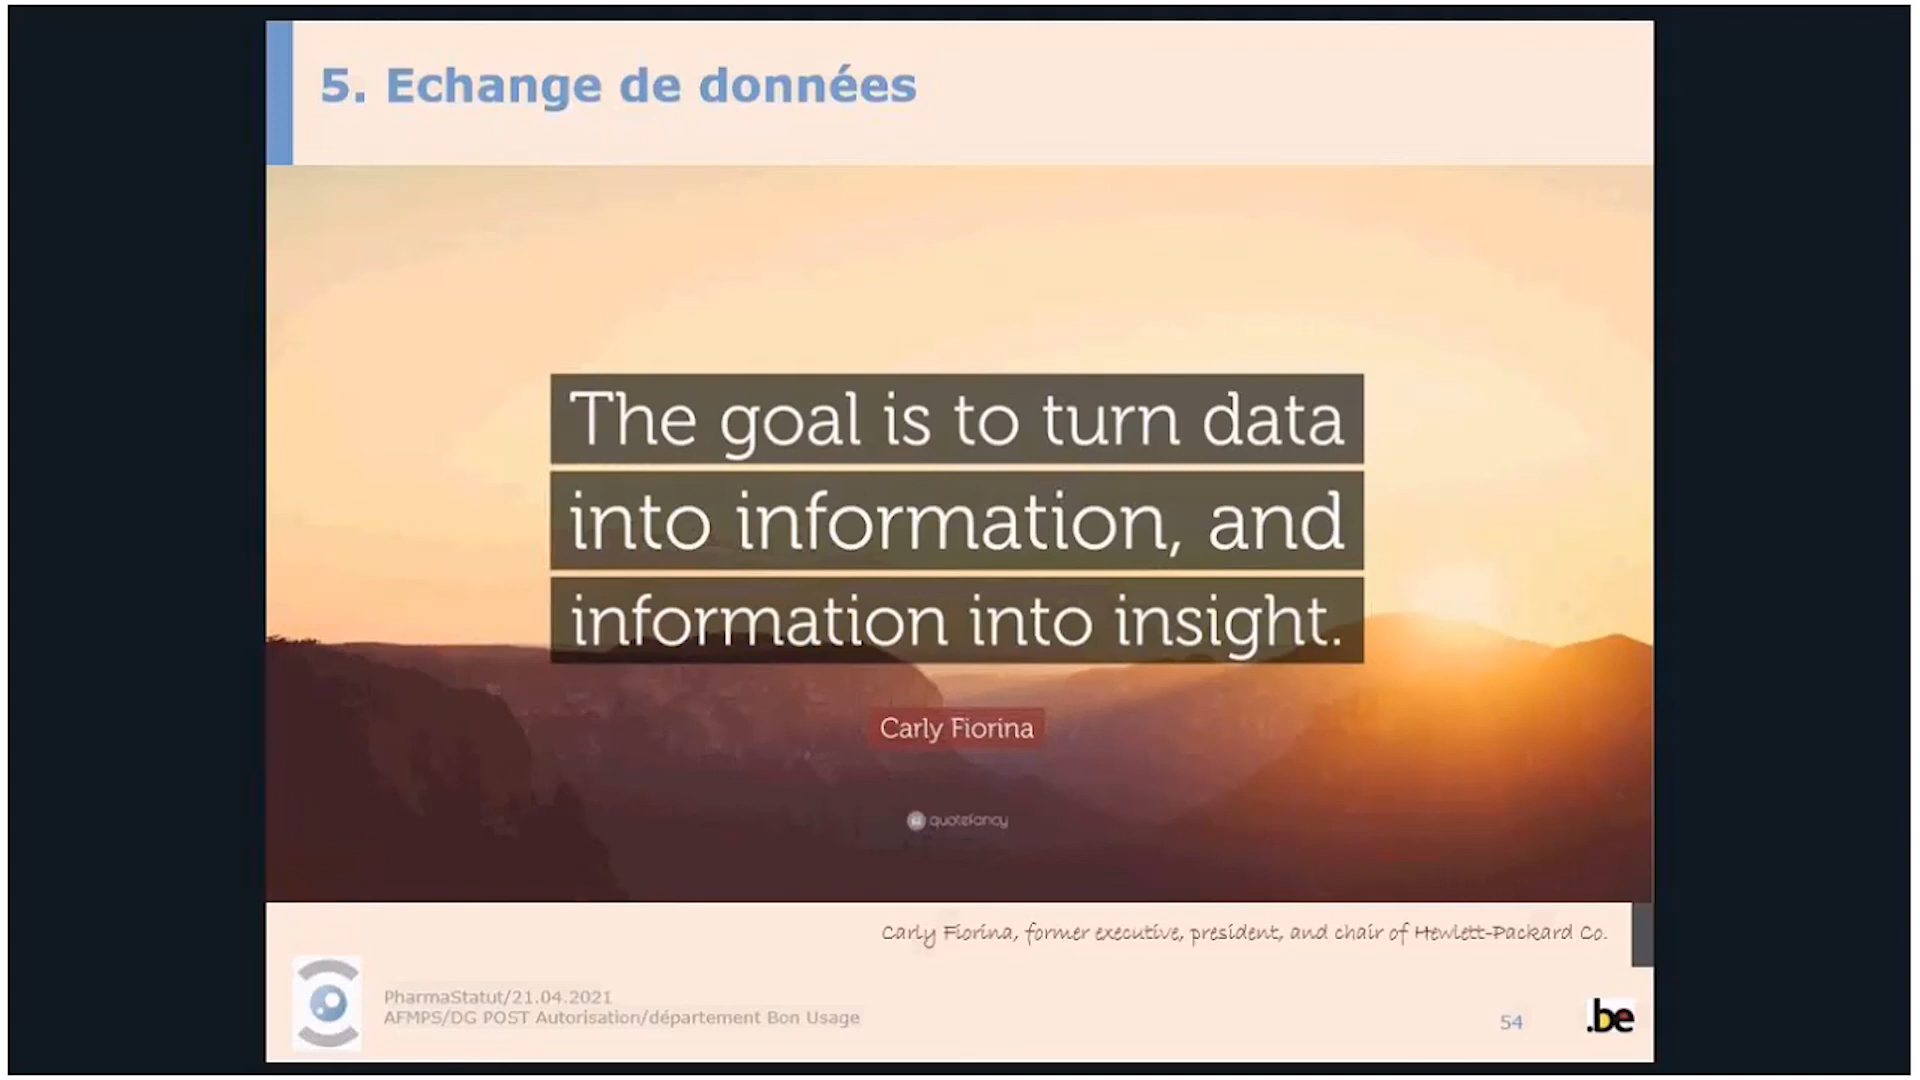 5. Echange de données
The goal is to turn data
into information, and
information into insight.
Carly Fiorina
quotefancy
Carly Fiorina, former executive, president, and chair of Hewlett-Packard Co.
PharmaStatut/21.04.2021
AFMPS/DG POST Autorisation/département Bon Usage
54
.be